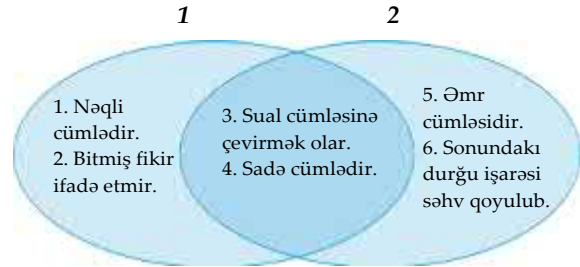 1 2
1. Nəqli
cümlədir.
2. Bitmiş fikir
ifadə etmir.
3. Sual cümləsinə
çevirmək olar.
4. Sadə cümlədir.
5. Əmr
cümləsidir.
6. Sonundakı
durğu işarəsi
səhv qoyulub.